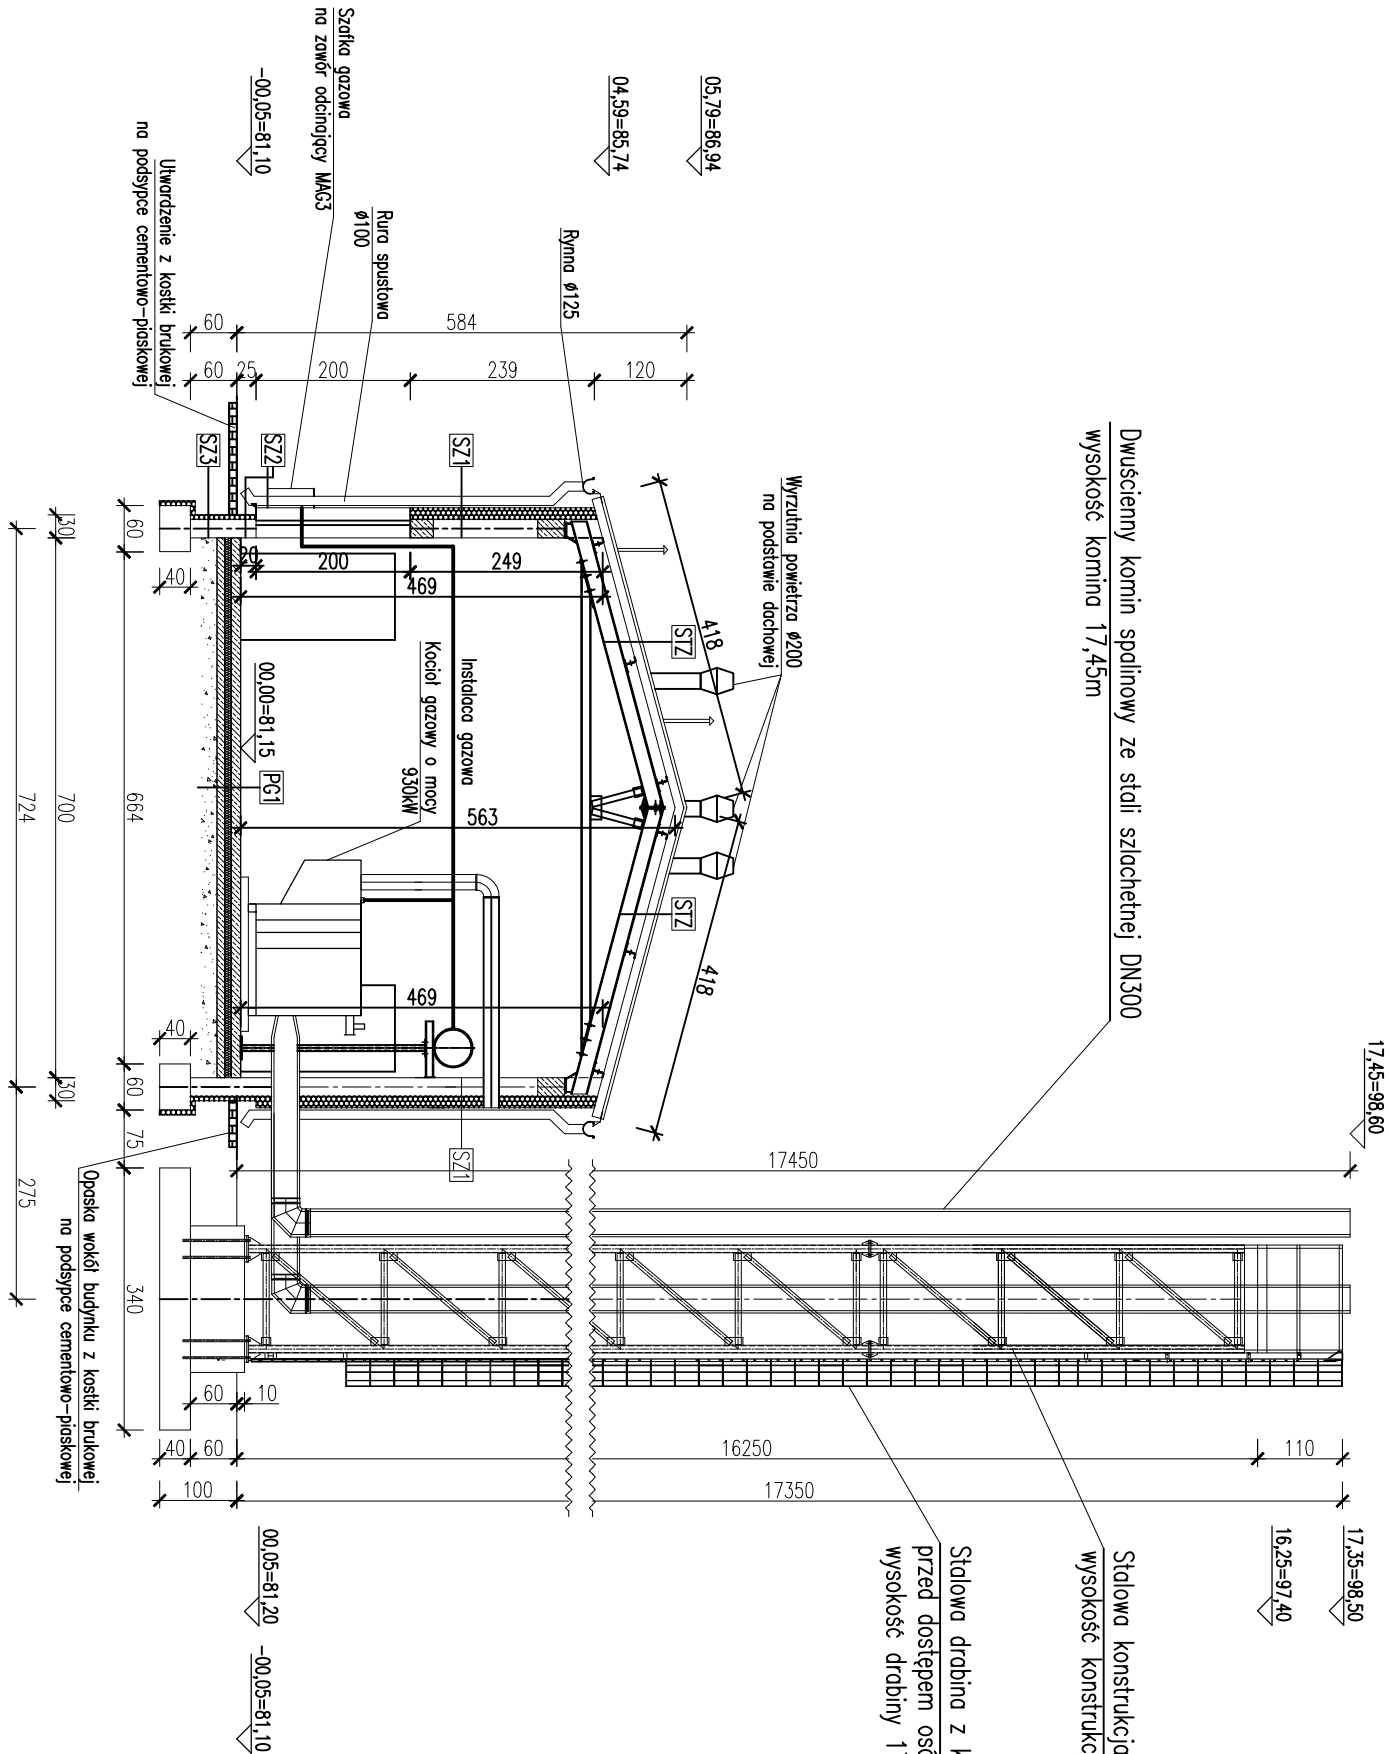 17,45=98,60
17,35=98,50
16,25=97,40
Dwuścienny komin spalinowy ze stali szlachetnej DN300
wysokość komina 17,45m
Stalowa konstrukcja
wysokość
Stalowa drabina z
przed dostępem
wysokość drabiny
05,79=86,94
04,59=85,74
-00,05=81,10
Wyrzutnia powietrza ø200
na podstawie dachowej
Rynna ø125
Rura spustowa
ø100
Szafka gazowa
na zawór odcinający MAG3
Utwardzenie z kostki brukowej
na podsypce cementowo-piaskowej
418
418
STZ
STZ
120
239
200
25
60
584
60
SZ1
SZ2
SZ3
249
200
20
469
Instalaca gazowa
Kocioł gazowy o mocy
930kW
563
469
00,00=81,15
PG1
SZ1
17450
16250
110
17350
60
10
40
60
100
00,05=81,20
-00,05=81,10
40
40
60
664
60
75
340
30
700
30
724
275
Opaska wokół budynku z kostki brukowej
na podsypce cementowo-piaskowej